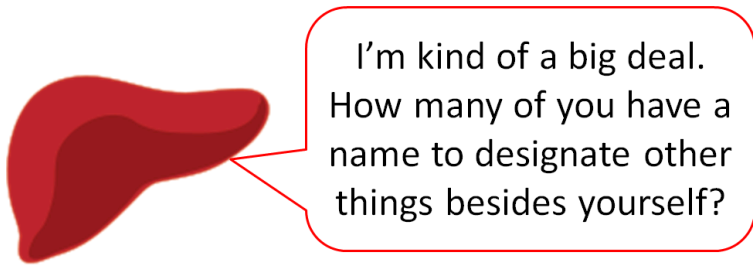 I’m kind of a big deal.
How many of you have a
name to designate other
things besides yourself?